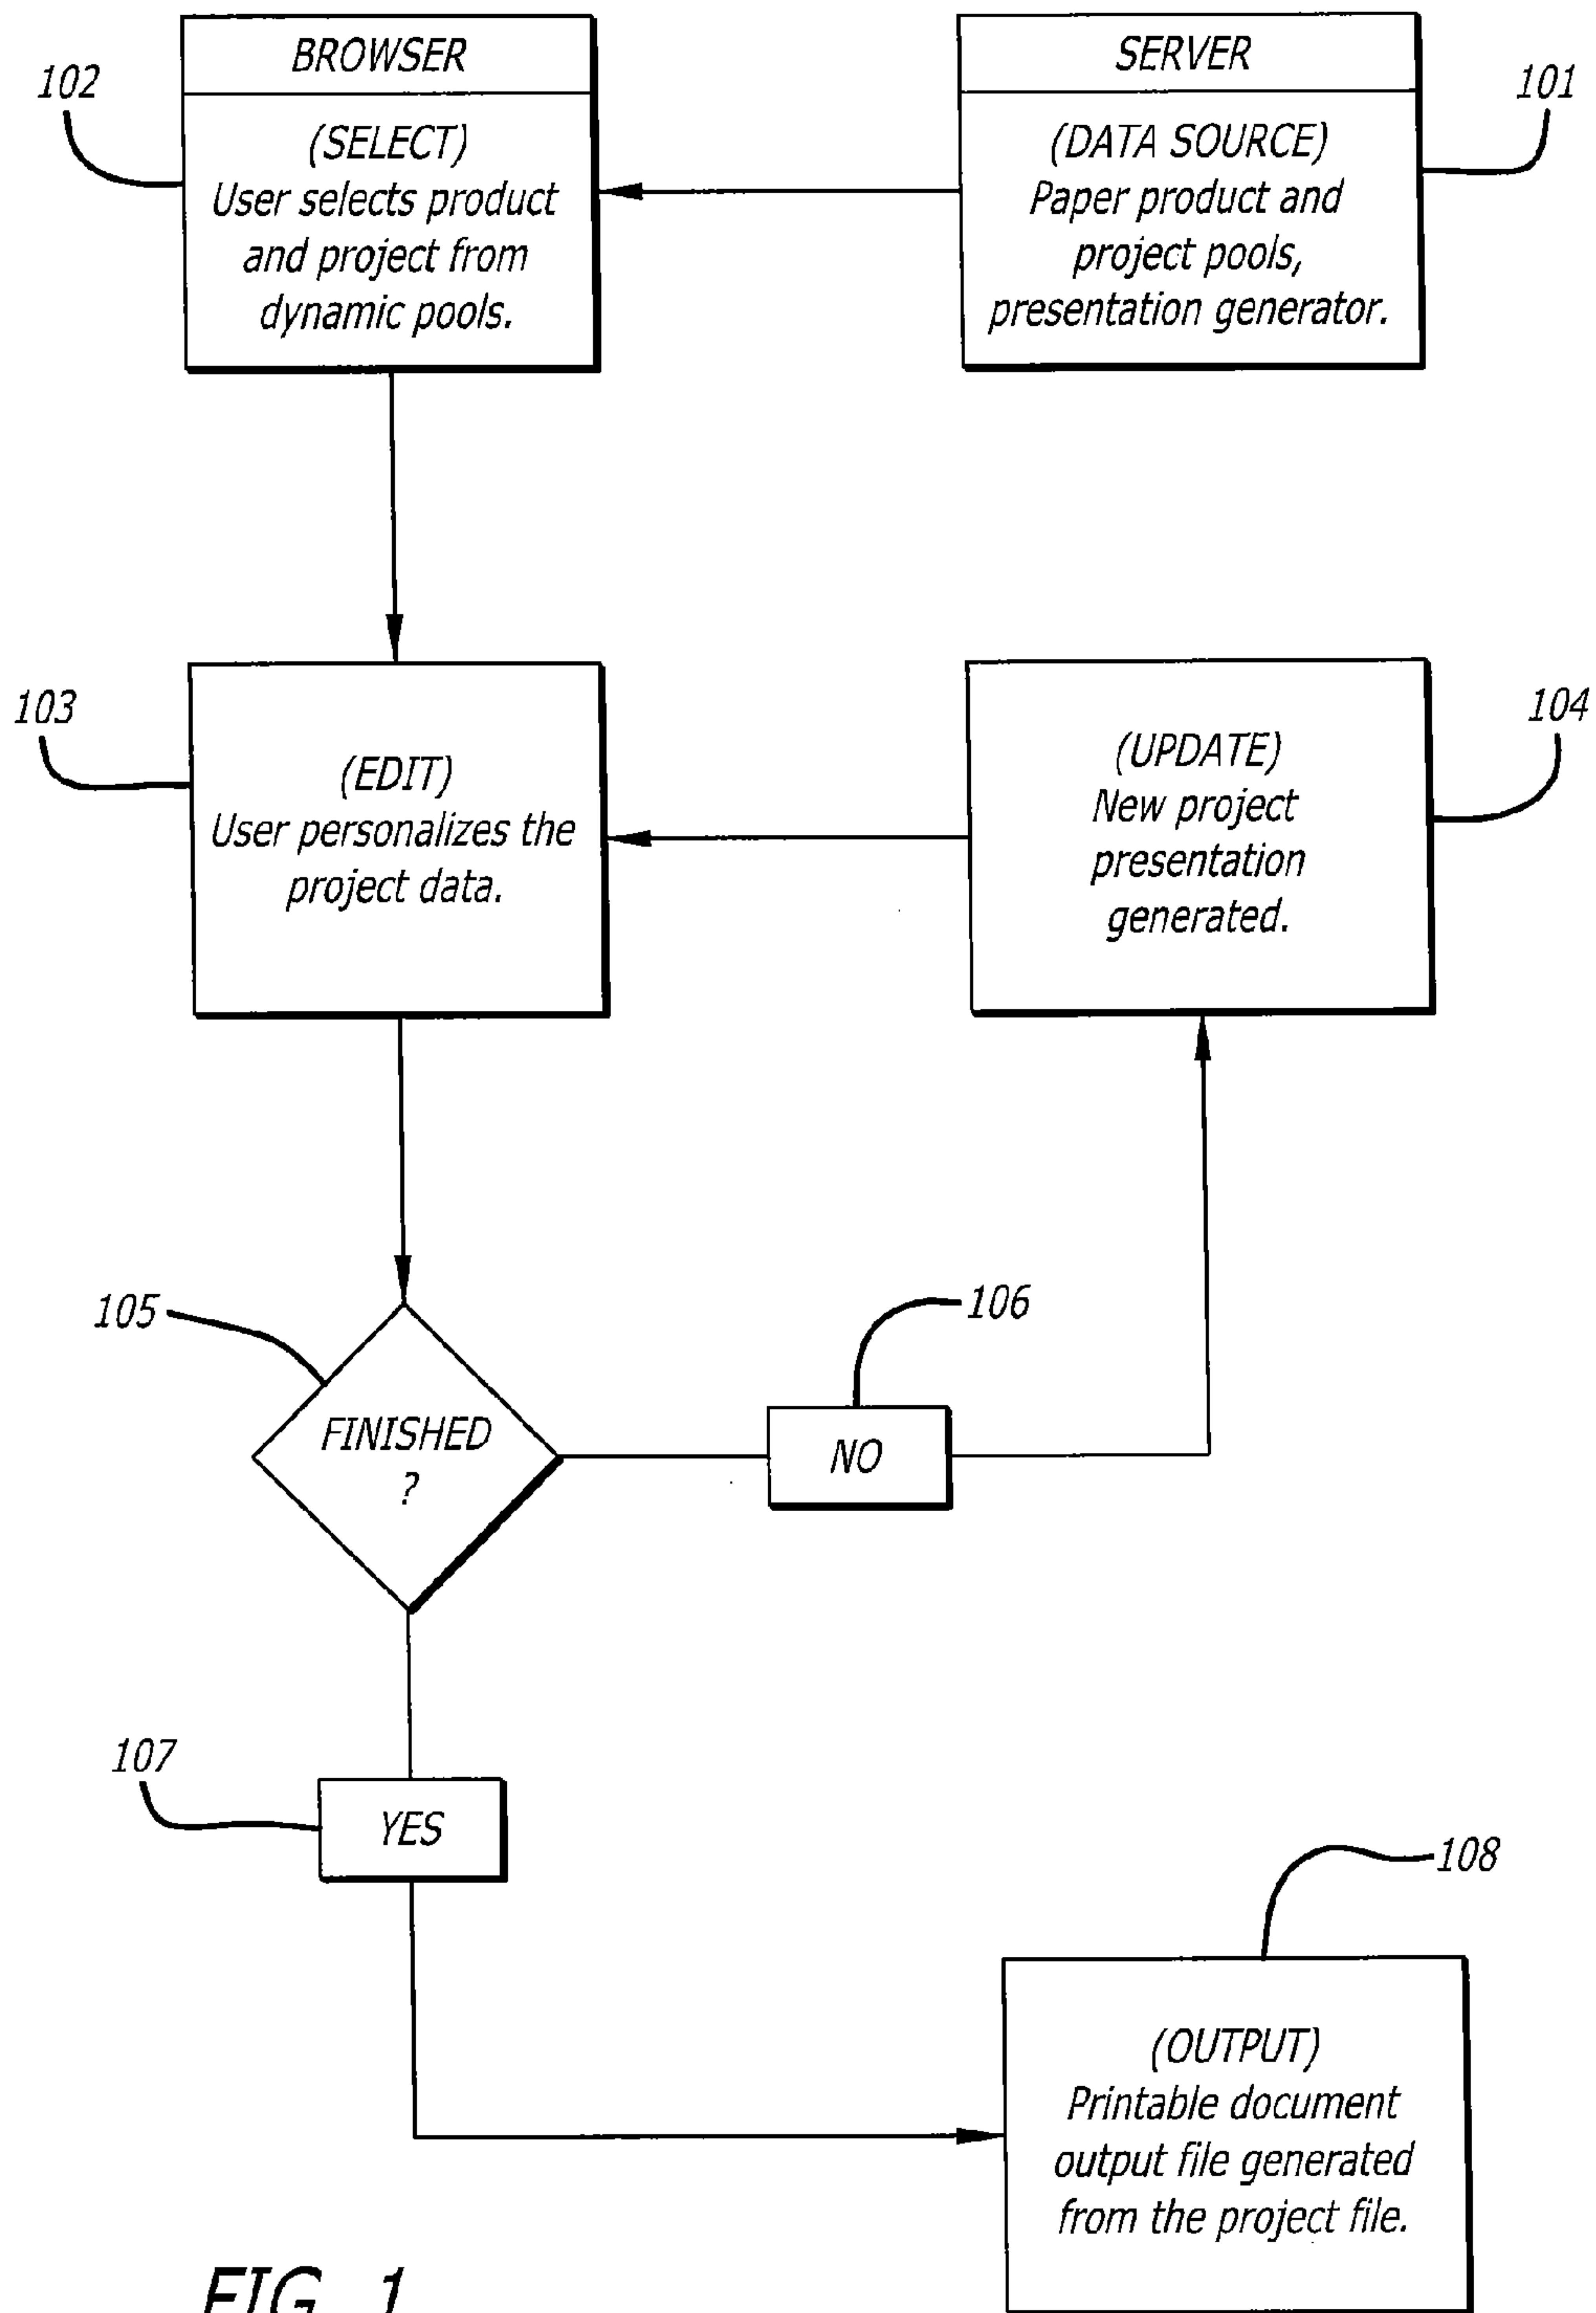 BROWSER
102
(SELECT)
User selects product
and project from
dynamic pools.
SERVER
101
(DATA SOURCE)
Paper product and
project pools,
presentation generator.
103
(EDIT)
User personalizes the
project data.
104
(UPDATE)
New project
presentation
generated.
105
FINISHED
?
106
NO
107
YES
108
(OUTPUT)
Printable document
output file generated
from the project file.
FIG. 1